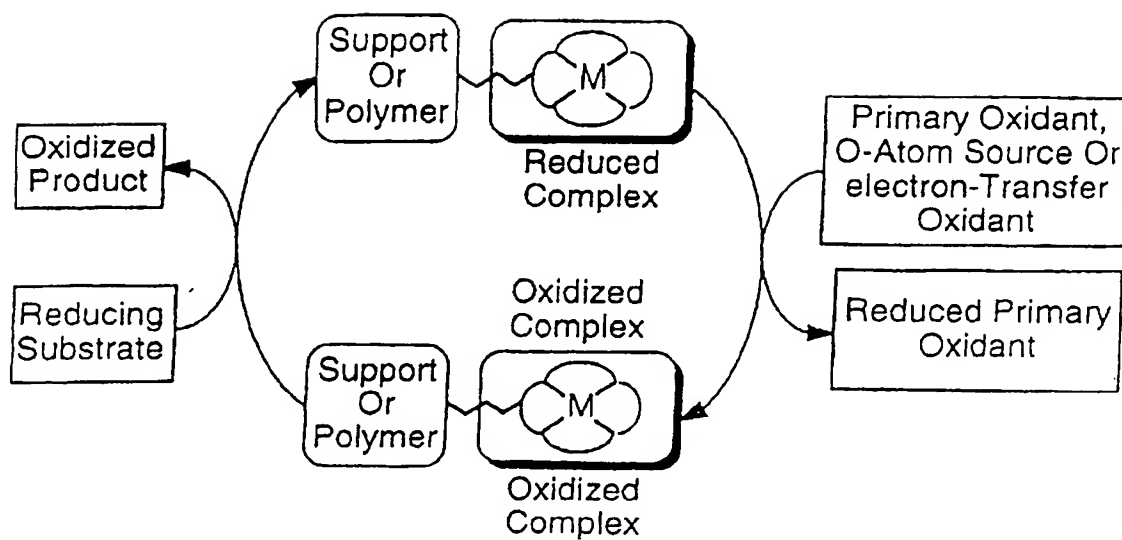 Support
Or
Polymer
M
Reduced
Complex
Oxidized
Product
Reducing
Substrate
Primary Oxidant,
O-Atom Source Or
electron-Transfer
Oxidant
Reduced Primary
Oxidant
Oxidized
Complex
Support
Or
Polymer
M
Oxidized
Complex